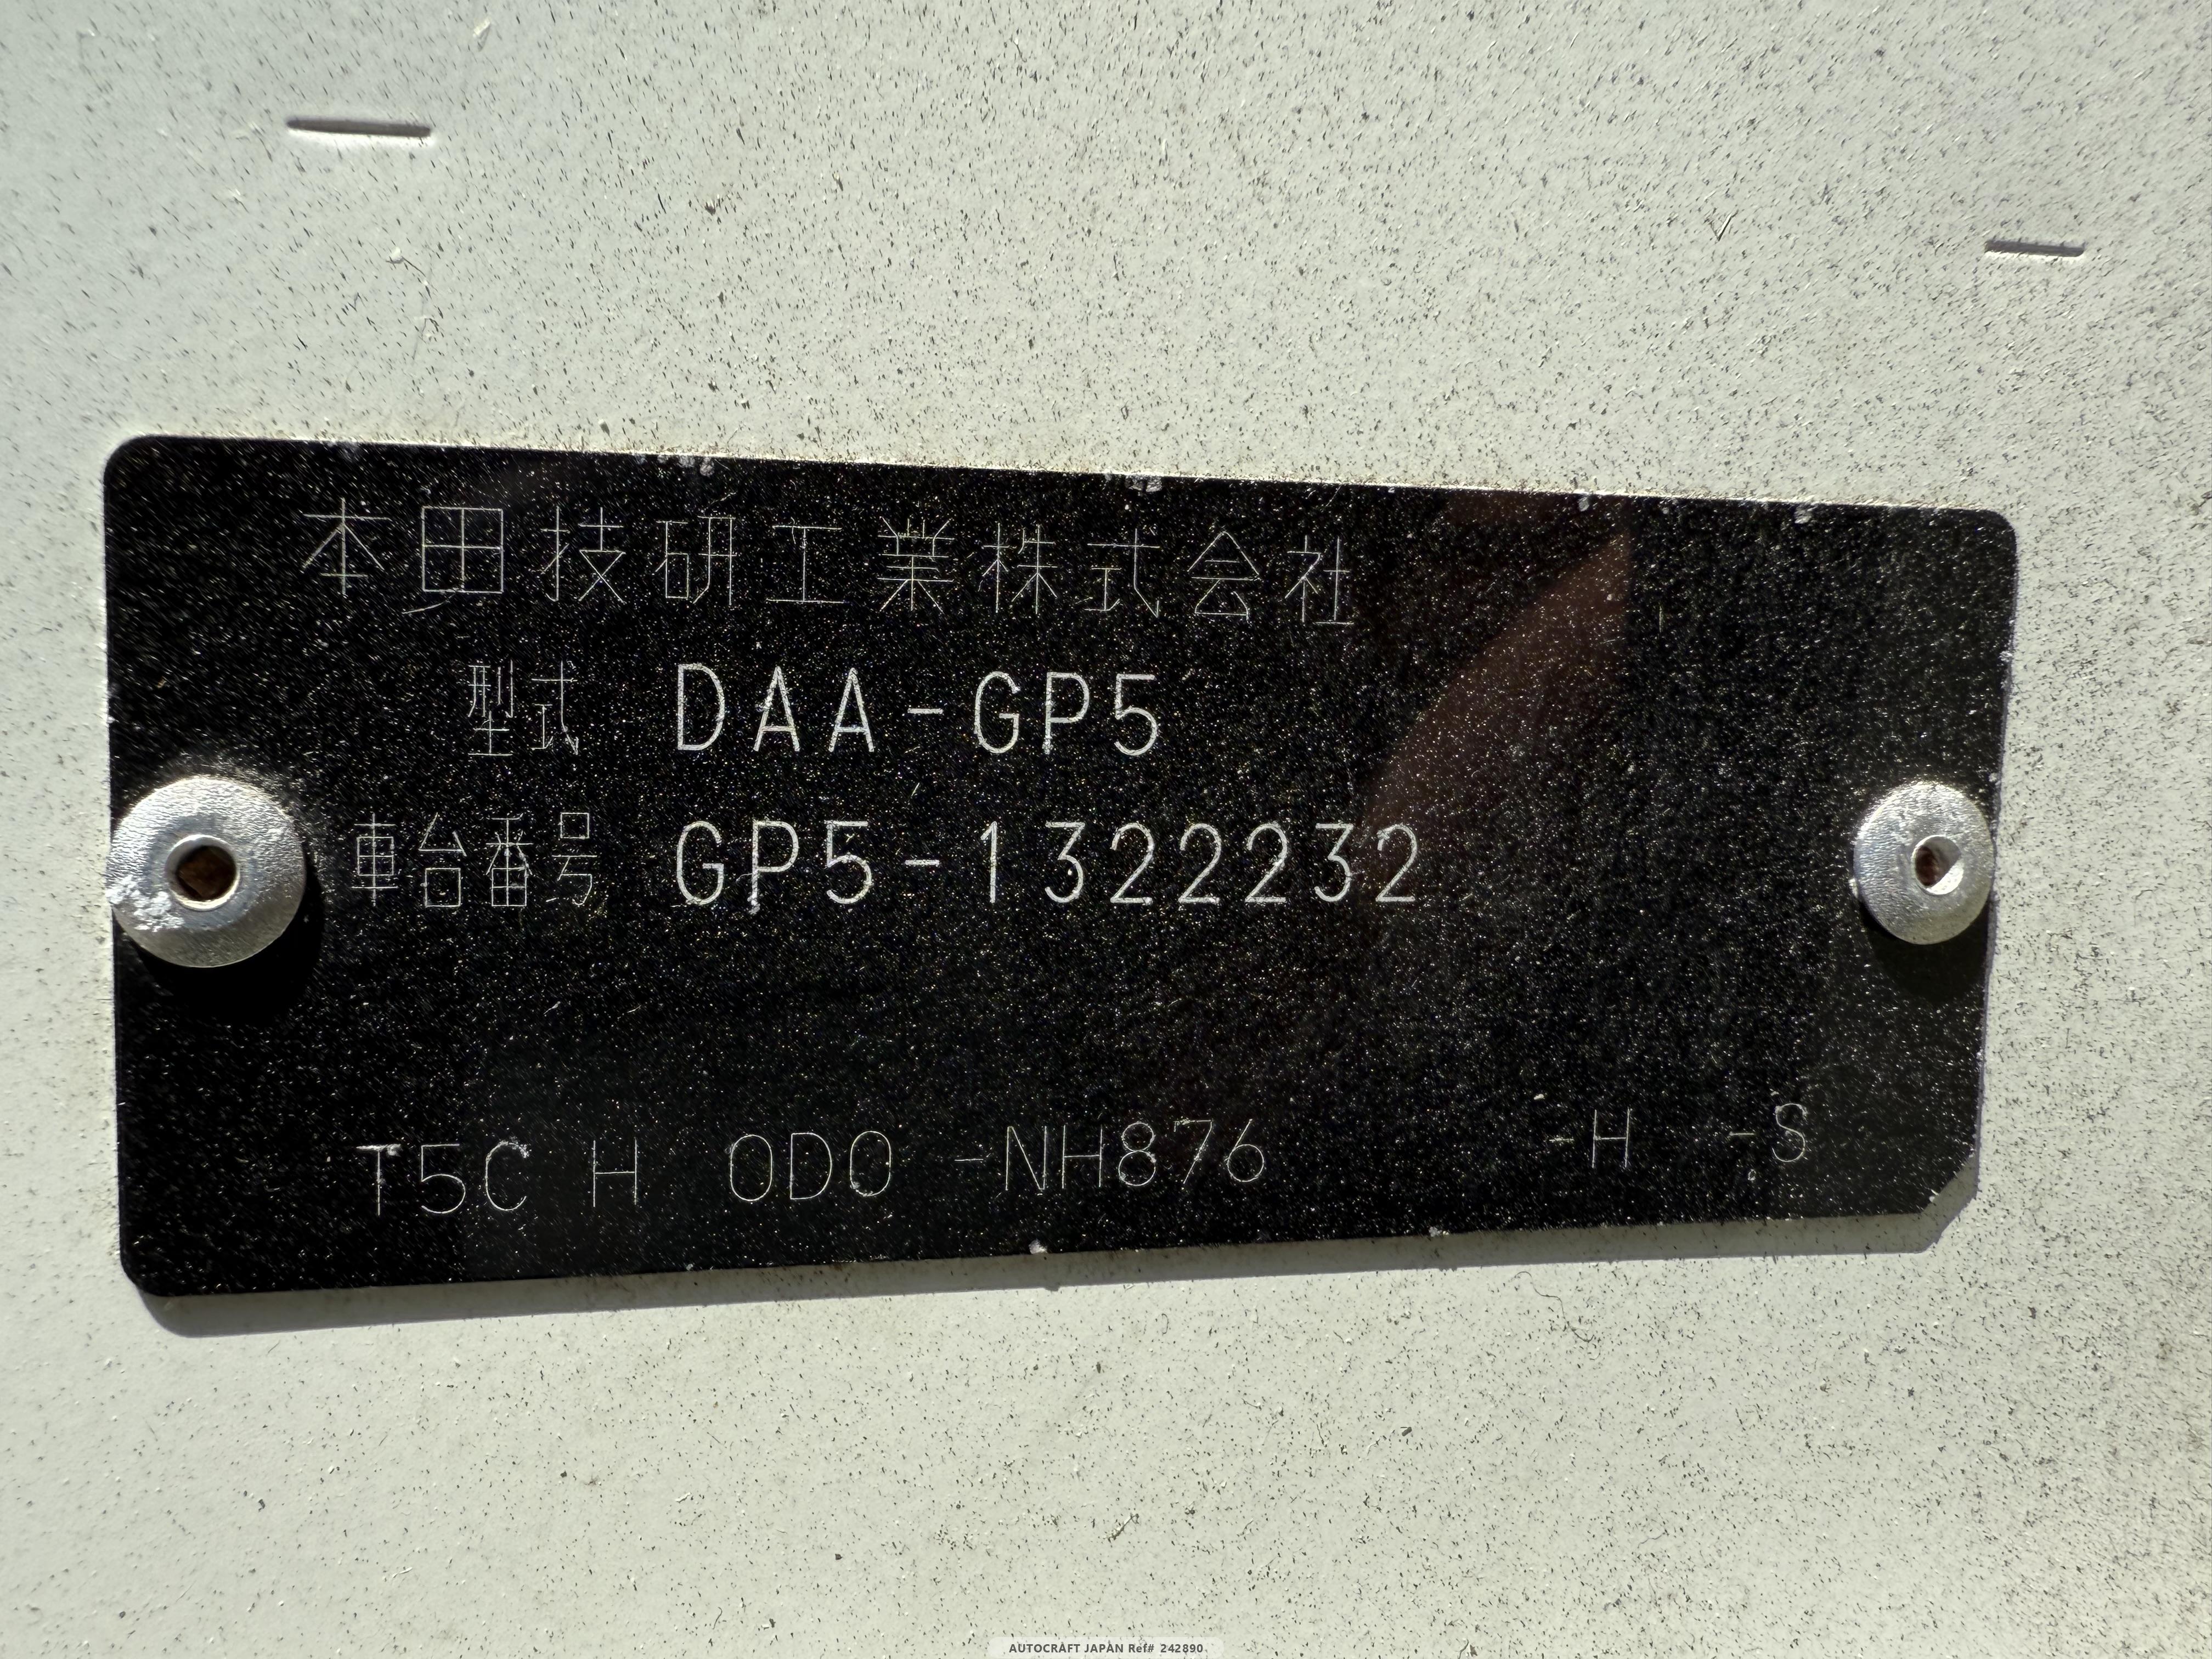 本田技研工業株式会社
型式 DAA-GP5
車台番号 GP5-1322232
T5C H 0D0 -NH876 -H -S
AUTOCRAFT JAPAN Ref# 242890